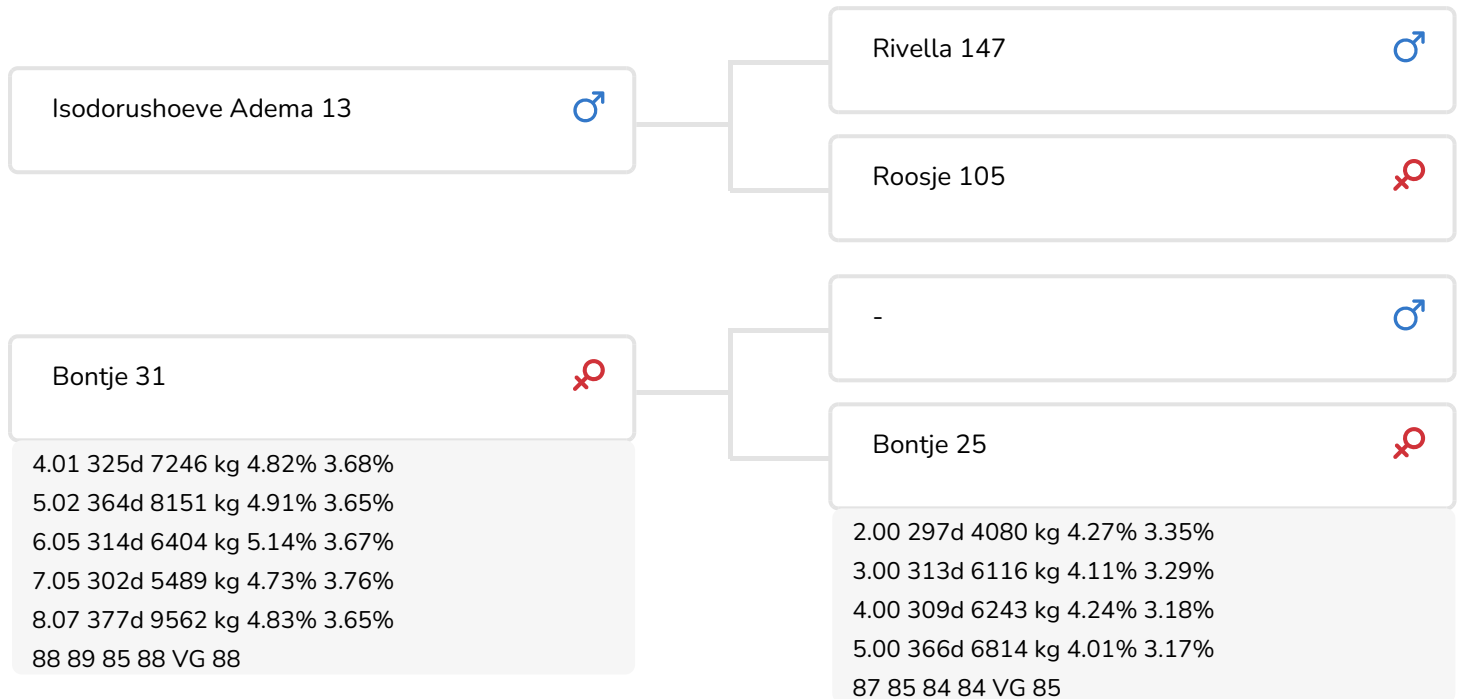 Isodorushoeve Adema 13
Rivella 147
Roosje 105
Bontje 31
4.01 325d 7246 kg 4.82% 3.68%
5.02 364d 8151 kg 4.91% 3.65%
6.05 314d 6404 kg 5.14% 3.67%
7.05 302d 5489 kg 4.73% 3.76%
8.07 377d 9562 kg 4.83% 3.65%
88 89 85 88 VG 88
-
Bontje 25
2.00 297d 4080 kg 4.27% 3.35%
3.00 313d 6116 kg 4.11% 3.29%
4.00 309d 6243 kg 4.24% 3.18%
5.00 366d 6814 kg 4.01% 3.17%
87 85 84 84 VG 85